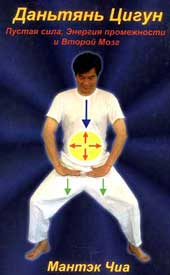 Даньтянь Цигун
Пустая сила, Энергия промежности
и Второй Мозг
Мантэк Чиа